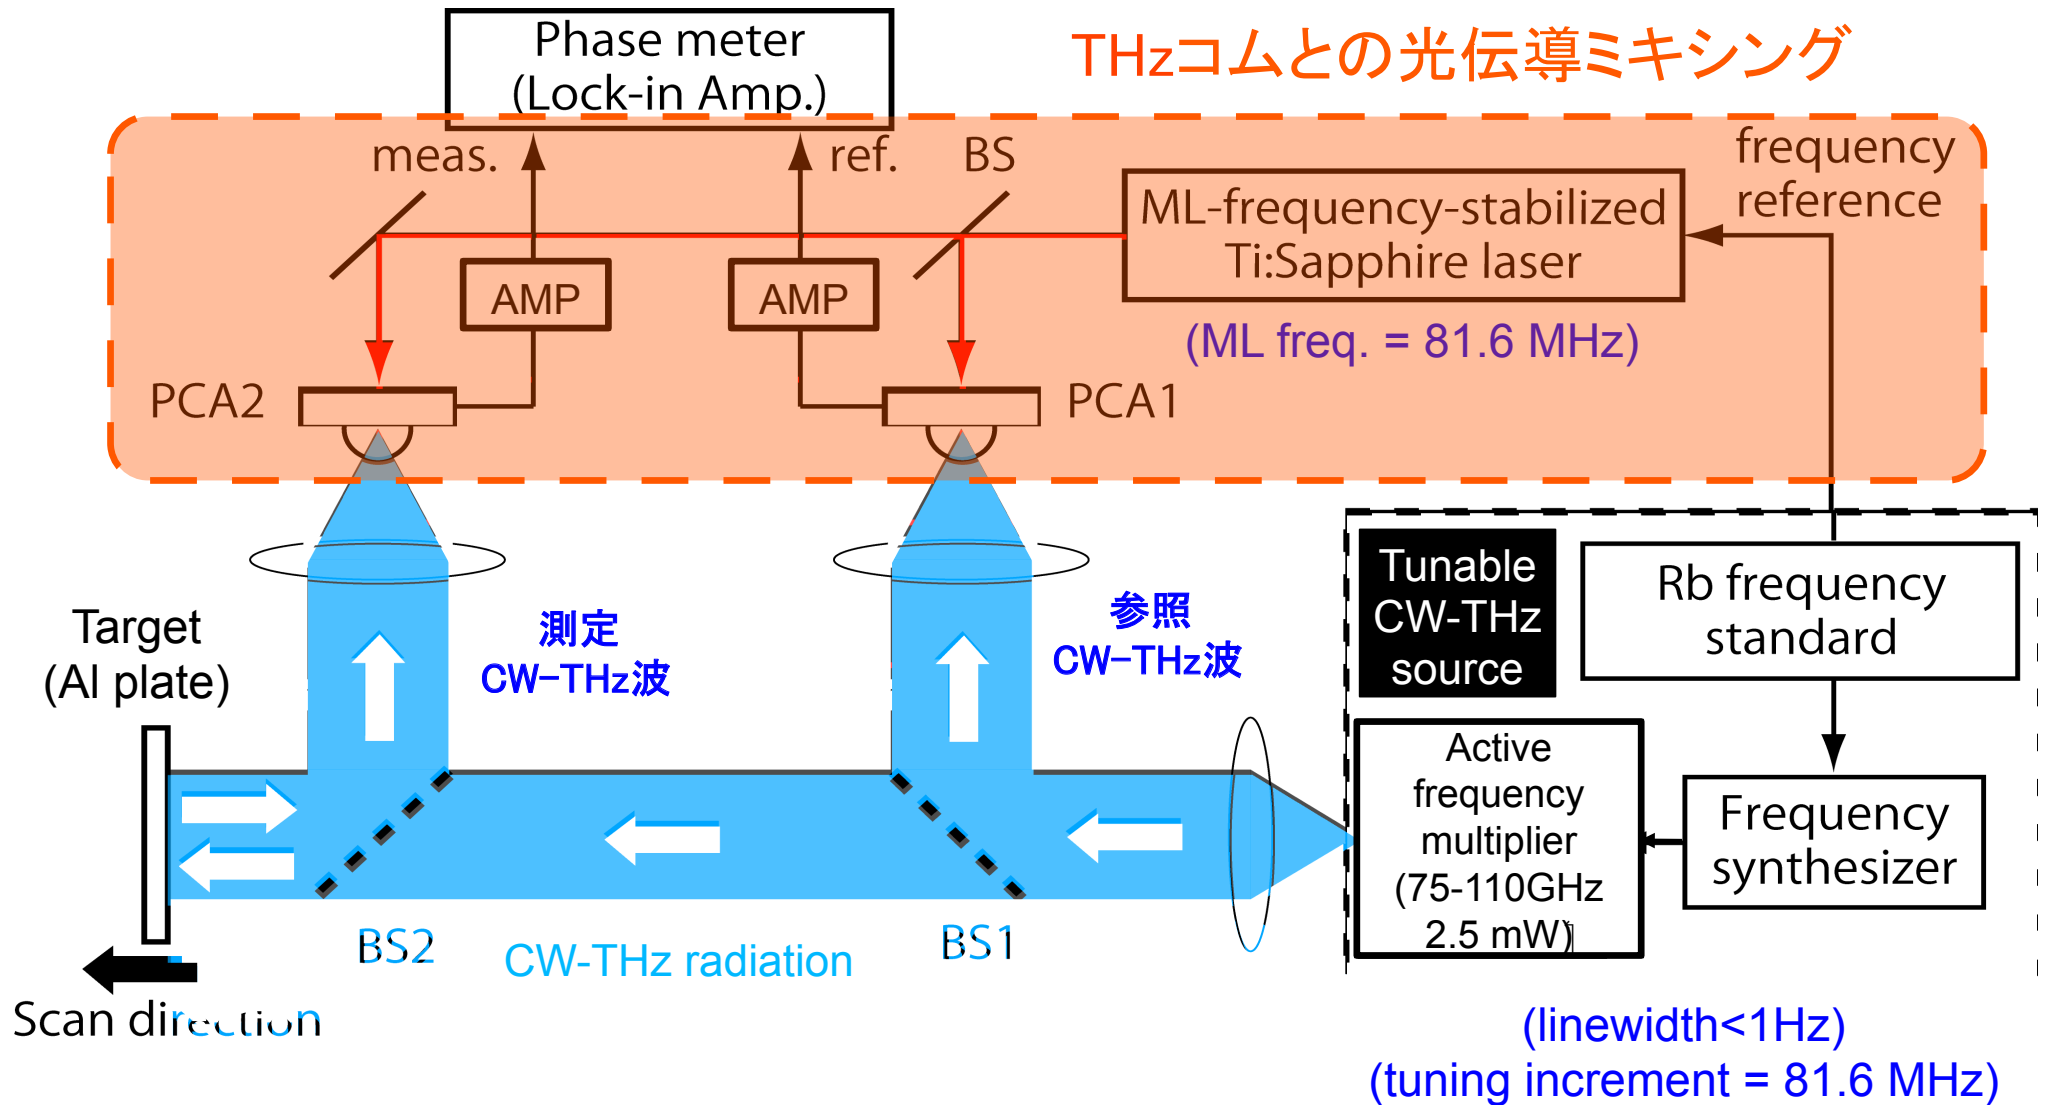 Phase meter
(Lock-in Amp.)
THzコムとの光伝導ミキシング
meas.
ref.
BS
frequency
reference
ML-frequency-stabilized
Ti:Sapphire laser
AMP
AMP
(ML freq. = 81.6 MHz)
PCA2
PCA1
Target
(Al plate)
測定
CW-THz波
参照
CW-THz波
Tunable
CW-THz
source
Rb frequency
standard
Active
frequency
multiplier
(75-110GHz
2.5 mW)
Frequency
synthesizer
BS2
CW-THz radiation
BS1
Scan direction
(linewidth<1Hz)
(tuning increment = 81.6 MHz)